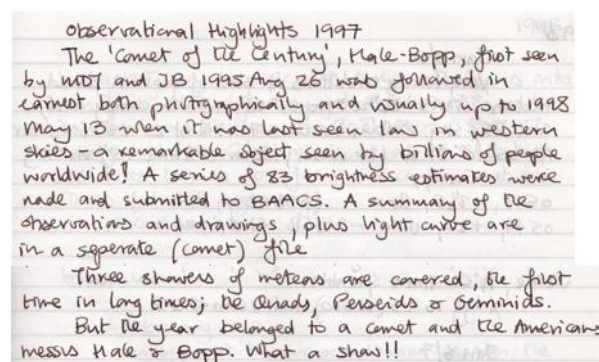 Observational Highlights 1997
The 'Comet of the Century', Hale-Bopp first seen
by MDT and JB 1995 Aug 26 was followed in
earnest both photographically and visually up to 1998
May 13 when it was last seen low in western
skies - a remarkable object seen by billions of people
worldwide! A series of 83 brightness estimates were
made and submitted to BAACS. A summary of the
observations and drawings, plus light curve are
in a seperate (comet) file
Three showers of meteors are covered, the first
time in long times; the Quads, Perseids & Geminids.
But the year belonged to a comet and the Americans
messrs Hale & Bopp. What a show!!